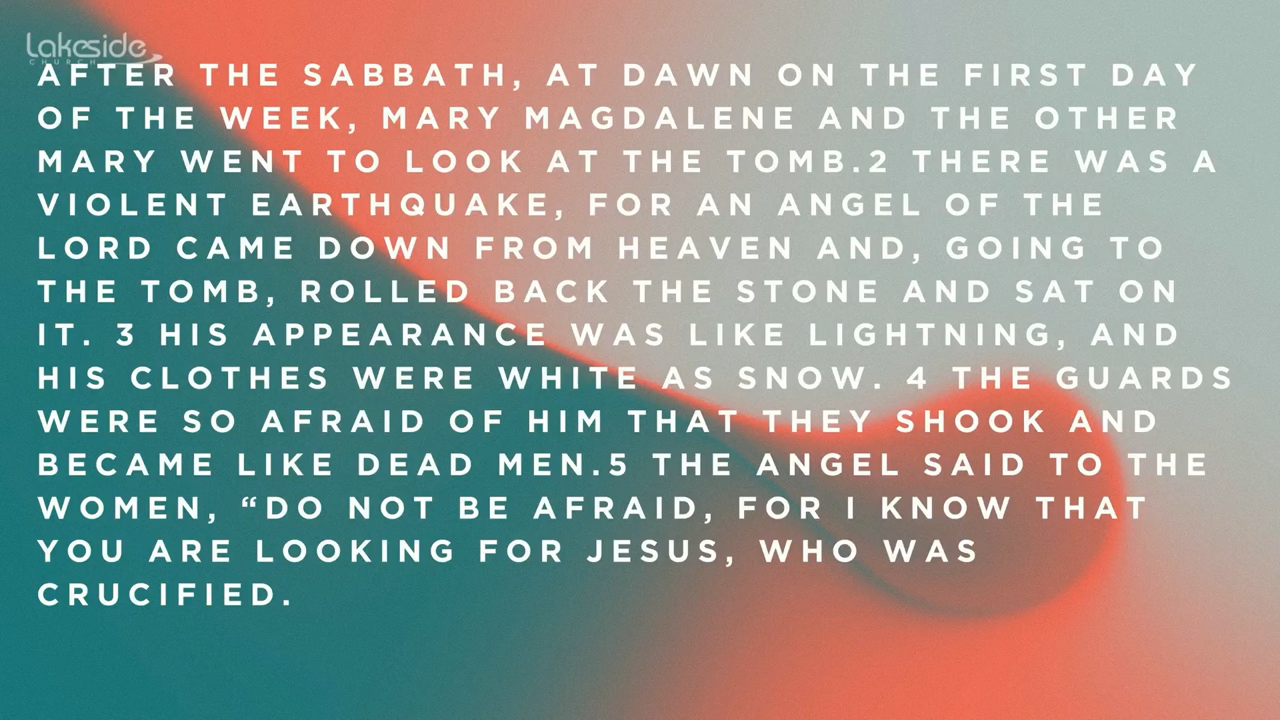 Lakeside
CHURCH
AFTER THE SABBATH, AT DAWN ON THE FIRST DAY
OF THE WEEK, MARY MAGDALENE AND THE OTHER
MARY WENT TO LOOK AT THE TOMB.2 THERE WAS A
VIOLENT EARTHQUAKE, FOR AN ANGEL OF THE
LORD CAME DOWN FROM HEAVEN AND, GOING TO
THE TOMB, ROLLED BACK THE STONE AND SAT ON
IT. 3 HIS APPEARANCE WAS LIKE LIGHTNING, AND
HIS CLOTHES WERE WHITE AS SNOW. 4 THE GUARDS
WERE SO AFRAID OF HIM THAT THEY SHOOK AND
BECAME LIKE DEAD MEN.5 THE ANGEL SAID TO THE
WOMEN, “DO NOT BE AFRAID, FOR I KNOW THAT
YOU ARE LOOKING FOR JESUS, WHO WAS
CRUCIFIED.